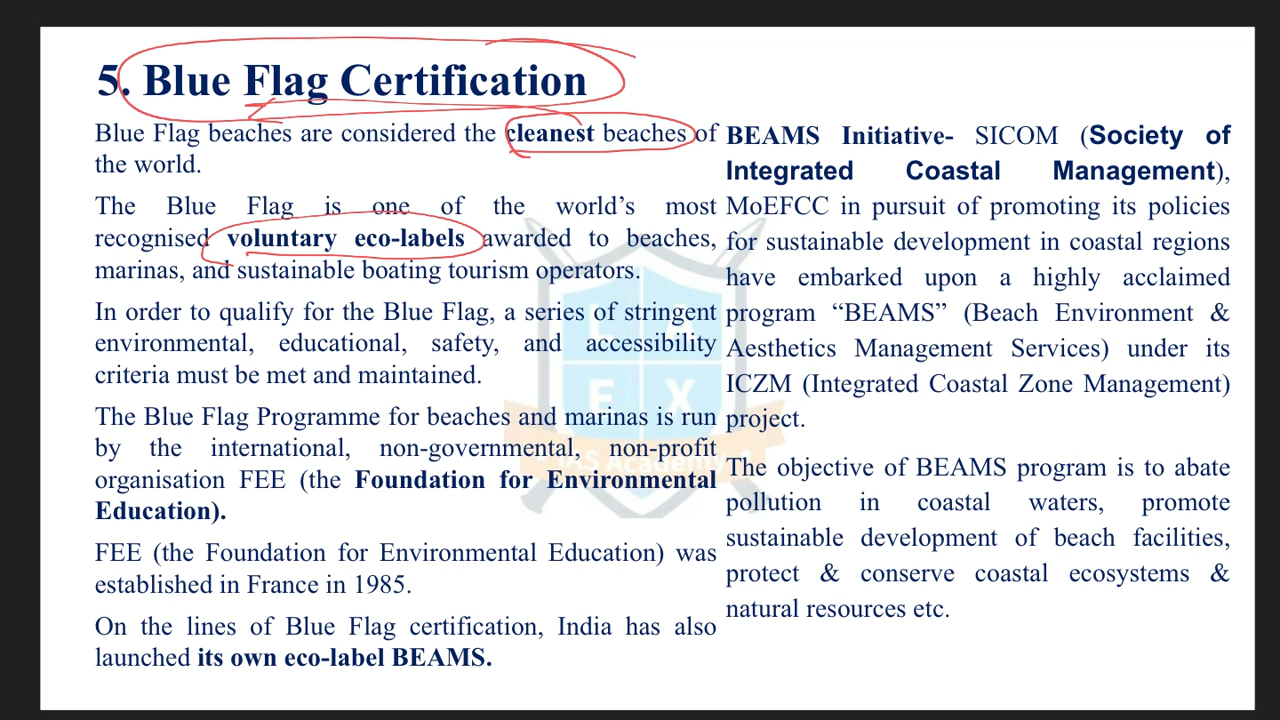 5. Blue Flag Certification
Blue Flag beaches are considered the cleanest beaches of
the world.
The Blue Flag is one of the world's most
recognised voluntary eco-labels awarded to beaches,
marinas, and sustainable boating tourism operators.
In order to qualify for the Blue Flag, a series of stringent
environmental, educational, safety, and accessibility
criteria must be met and maintained.
The Blue Flag Programme for beaches and marinas is run
by the international, non-governmental, non-profit
organisation FEE (the Foundation for Environmental
Education).
FEE (the Foundation for Environmental Education) was
established in France in 1985.
On the lines of Blue Flag certification, India has also
launched its own eco-label BEAMS.
BEAMS Initiative- SICOM (Society of
Integrated Coastal Management),
MoEFCC in pursuit of promoting its policies
for sustainable development in coastal regions
have embarked upon a highly acclaimed
program “BEAMS” (Beach Environment &
Aesthetics Management Services) under its
ICZM (Integrated Coastal Zone Management)
project.
The objective of BEAMS program is to abate
pollution in coastal waters, promote
sustainable development of beach facilities,
protect & conserve coastal ecosystems &
natural resources etc.
L A
E X
IAS Academy